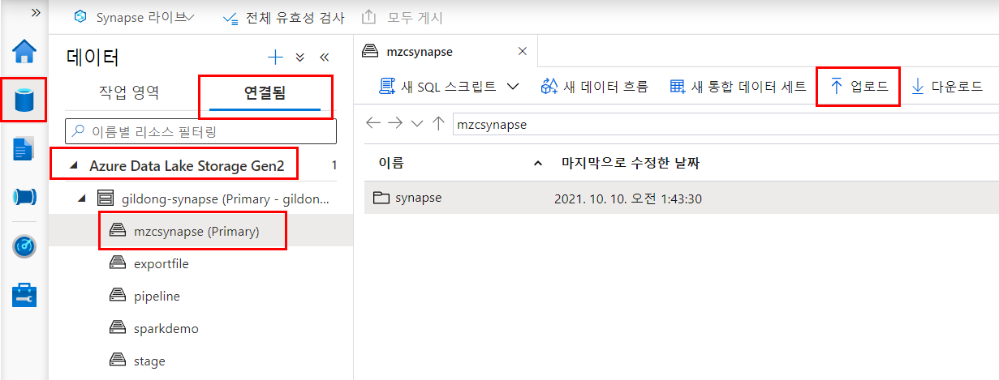 Synapse 라이브
전체 유효성 검사
모두 게시
데이터
작업 영역
연결됨
이름별 리소스 필터링
Azure Data Lake Storage Gen2
1
gildong-synapse (Primary - gildon...
mzcsynapse (Primary)
exportfile
pipeline
sparkdemo
stage
mzcsynapse
새 SQL 스크립트
새 데이터 흐름
새 통합 데이터 세트
업로드
다운로드
mzcsynapse
이름
마지막으로 수정한 날짜
synapse
2021. 10. 10. 오전 1:43:30